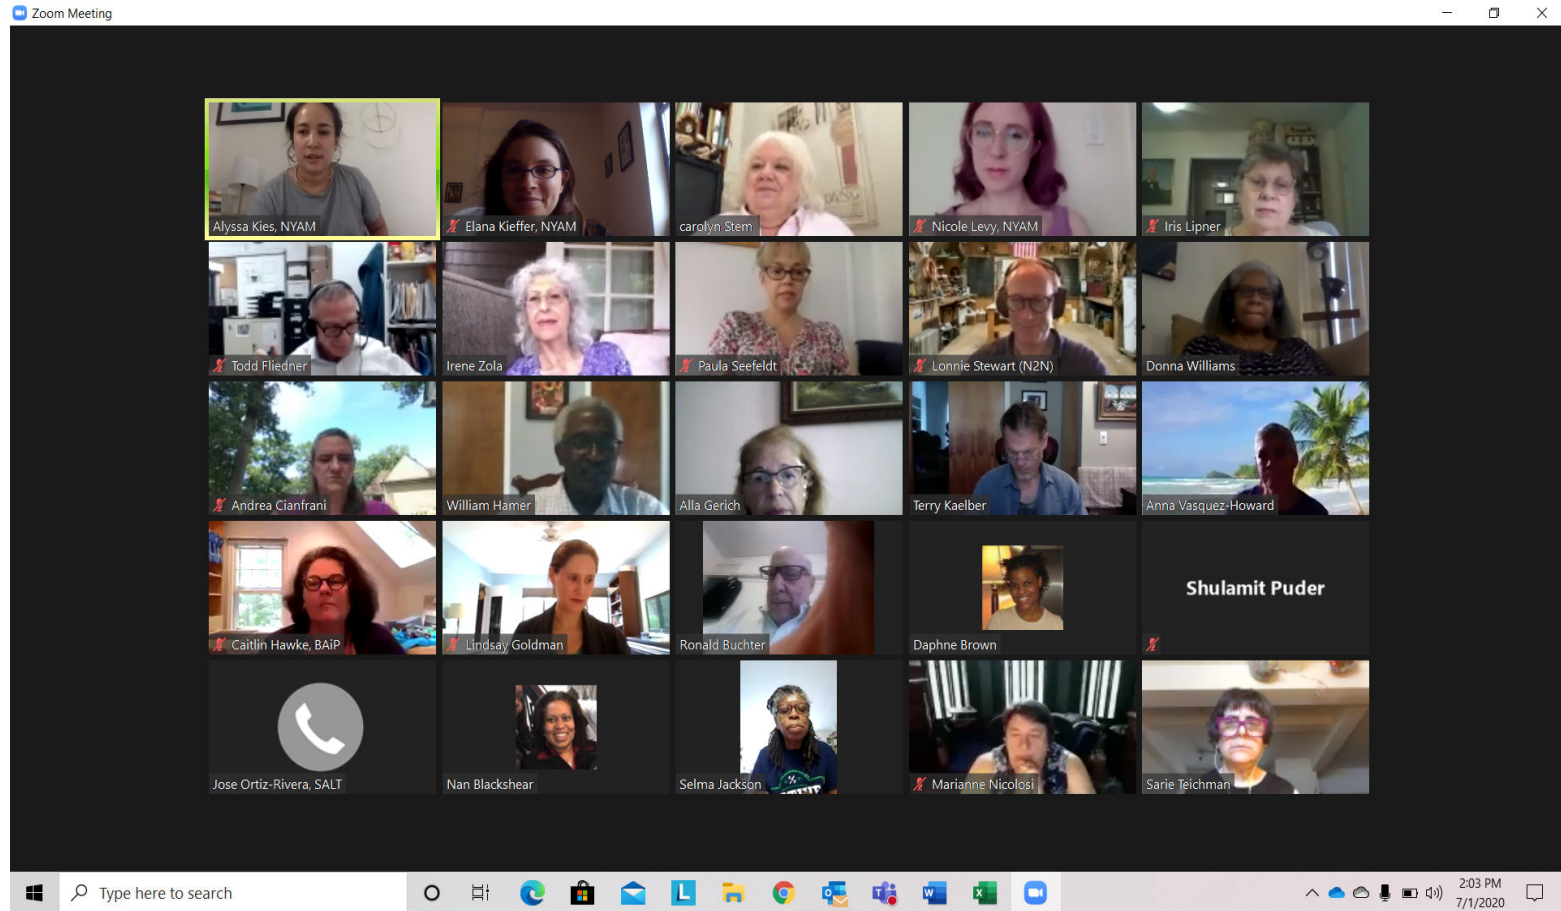 Zoom Meeting
Alyssa Kies, NYAM
Elana Kieffer, NYAM
carolyn Stem
Nicole Levy, NYAM
Iris Lipner
Todd Fliedner
Irene Zola
Paula Seefeldt
Lonnie Stewart (N2N)
Donna Williams
Andrea Cianfrani
William Hamer
Alla Gerich
Terry Kaelber
Anna Vasquez-Howard
Caitlin Hawke, BAiP
Lindsay Goldman
Ronald Buchter
Daphne Brown
Shulamit Puder
Jose Ortiz-Rivera, SALT
Nan Blackshear
Selma Jackson
Marianne Nicolosi
Sarie Teichman
Type here to search
2:03 PM
7/1/2020